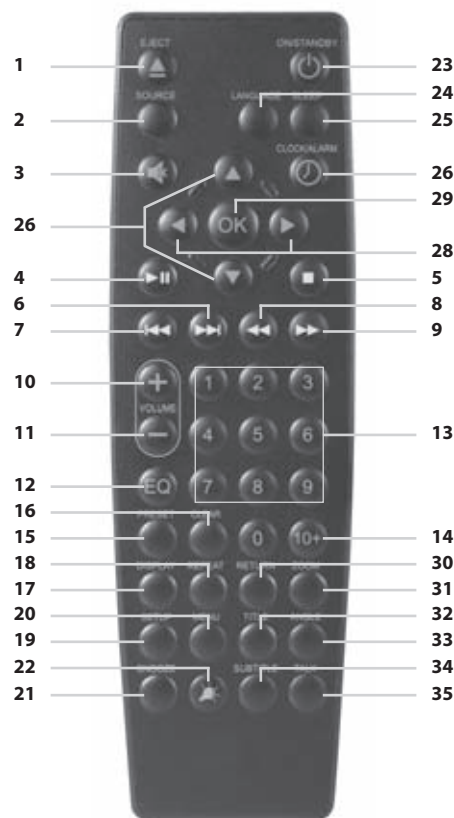 EJECT ON/STANDBY
1 23
SOURCE LANGUAGE SLEEP 24
2 25
3 CLOCK/ALARM 26
26 OK 29
28
4 5
6 8
7 9
10 + 1 2 3
VOLUME
11 − 4 5 6 13
12 EQ 7 8 9
16 PRESET CLEAR
15 0 10+ 14
18 DISPLAY REPEAT RETURN ZOOM 30
17 31
20 SETUP MENU TITLE ANGLE 32
19 33
22 SUBTITLE 34
21 35